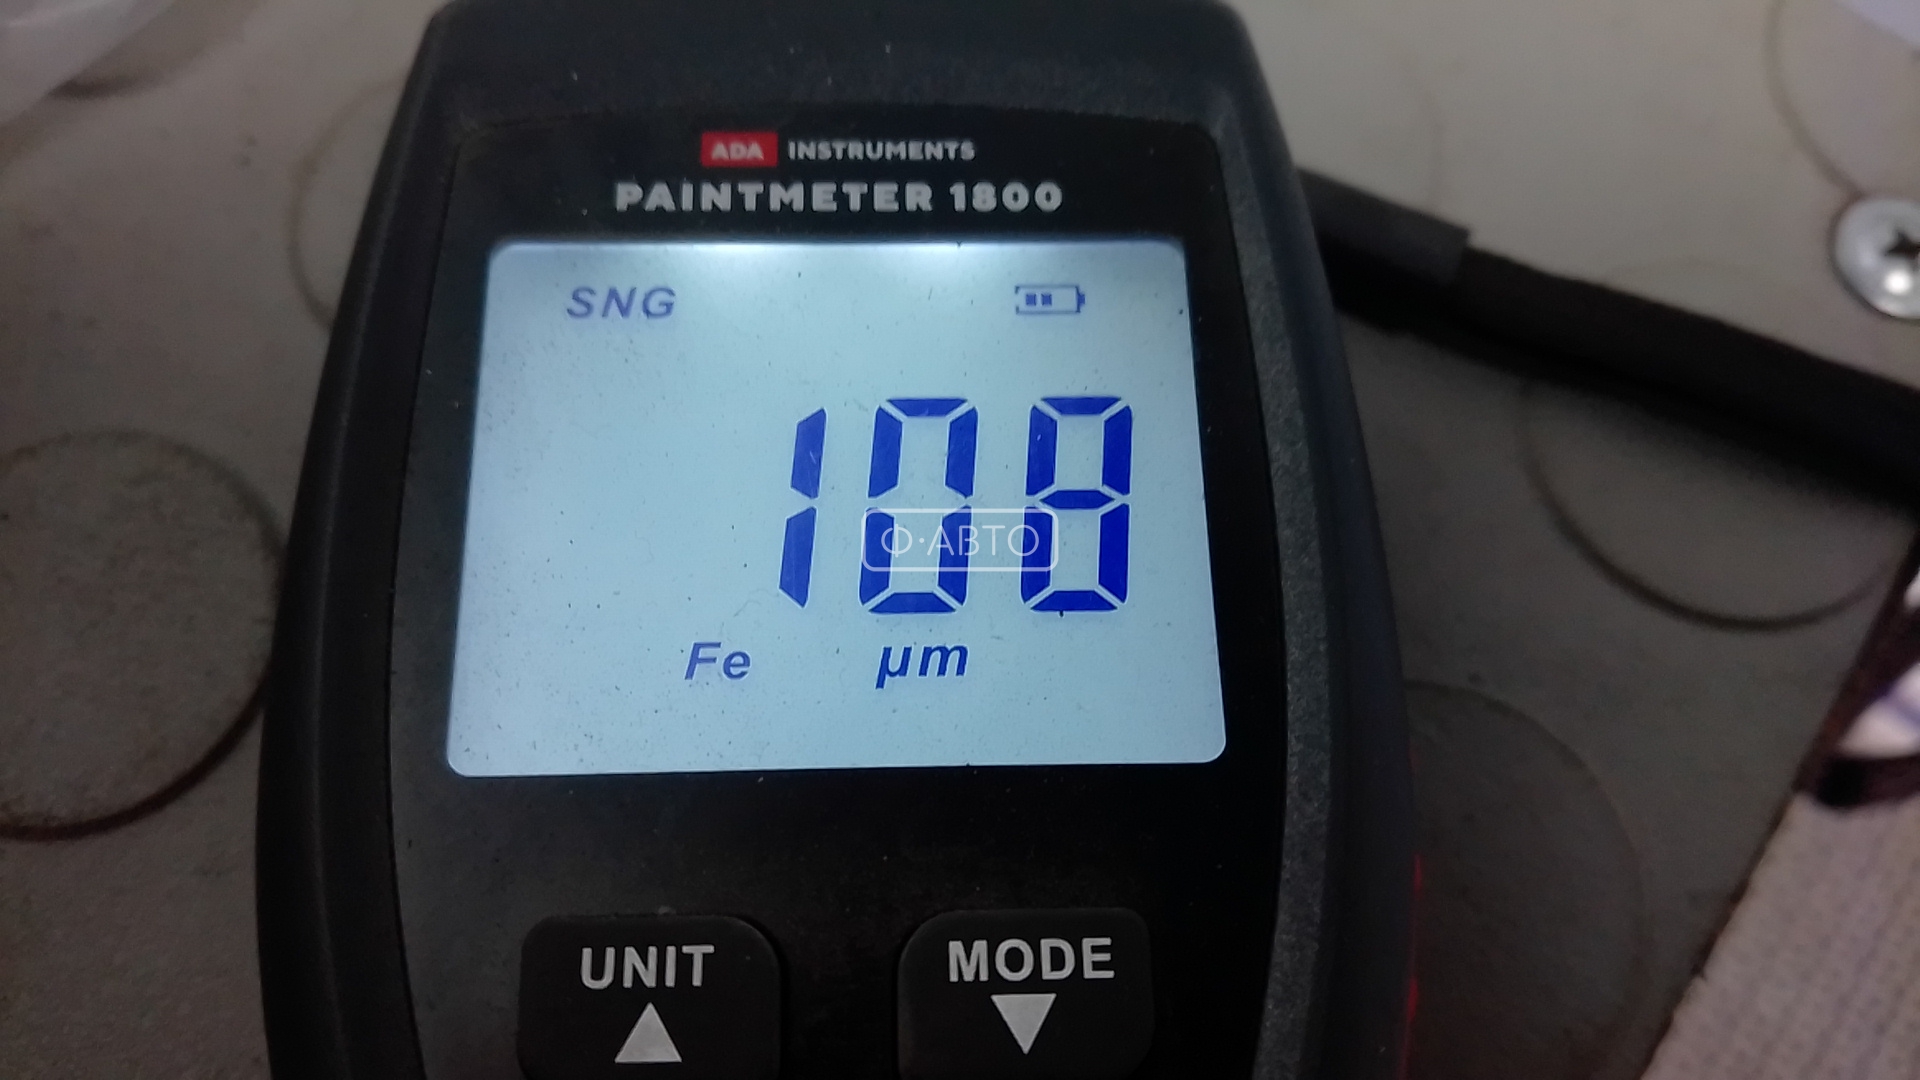 ADA INSTRUMENTS
PAINTMETER 1800
SNG
108
Ф·АВТО
Fe µm
UNIT MODE